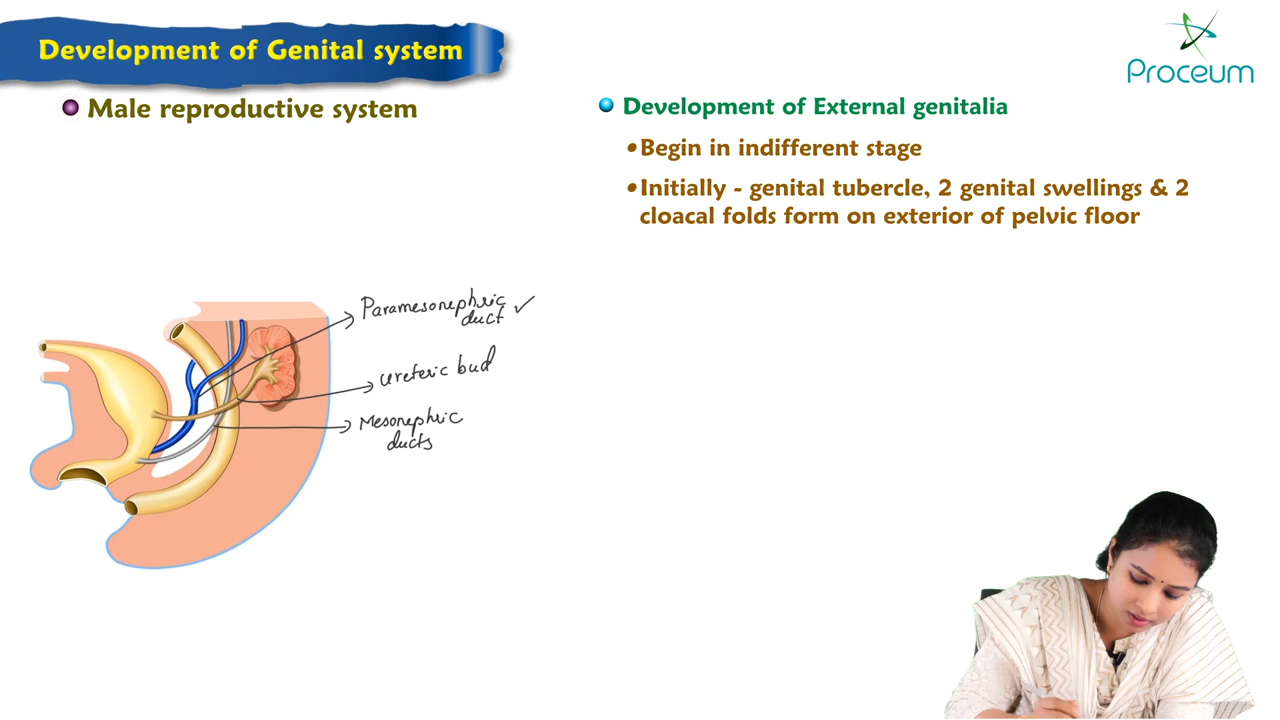 Development of Genital system
Proceum
Male reproductive system
Development of External genitalia
Begin in indifferent stage
Initially - genital tubercle, 2 genital swellings & 2
cloacal folds form on exterior of pelvic floor
Paramesonephric
duct
ureteric bud
Mesonephric
ducts